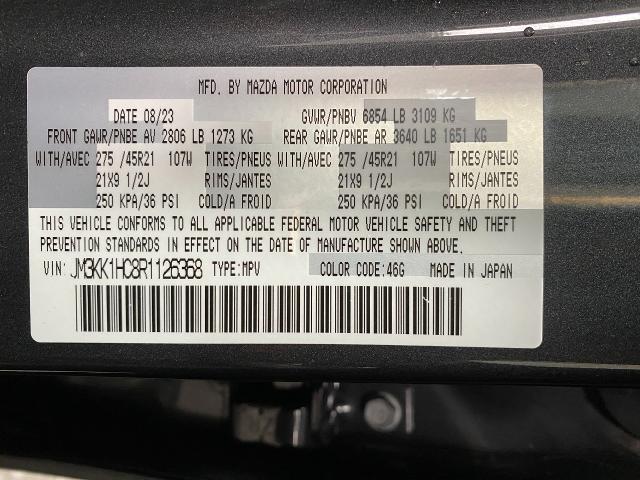 MFD. BY MAZDA MOTOR CORPORATION
DATE 08/23 GVWR/PNBV 6854 LB 3109 KG
FRONT GAWR/PNBE AV 2806 LB 1273 KG REAR GAWR/PNBE AR 3640 LB 1651 KG
WITH/AVEC 275 /45R21 107W TIRES/PNEUS WITH/AVEC 275 /45R21 107W TIRES/PNEUS
21X9 1/2J RIMS/JANTES 21X9 1/2J RIMS/JANTES
250 KPA/36 PSI COLD/A FROID 250 KPA/36 PSI COLD/A FROID
THIS VEHICLE CONFORMS TO ALL APPLICABLE FEDERAL MOTOR VEHICLE SAFETY AND THEFT
PREVENTION STANDARDS IN EFFECT ON THE DATE OF MANUFACTURE SHOWN ABOVE.
VIN: JM3KK1HC8R1126368 TYPE:MPV COLOR CODE:46G MADE IN JAPAN